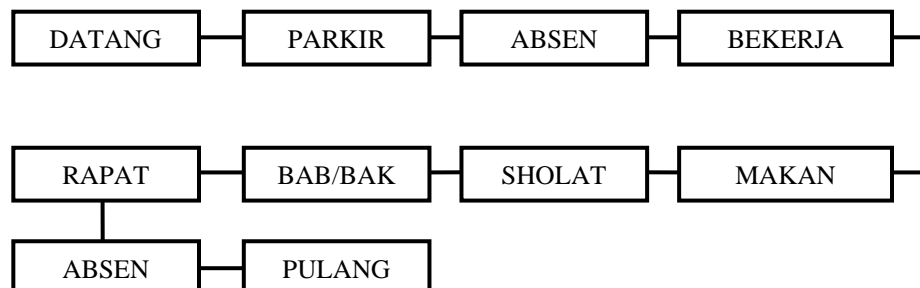 DATANG PARKIR ABSEN BEKERJA
RAPAT BAB/BAK SHOLAT MAKAN
ABSEN PULANG